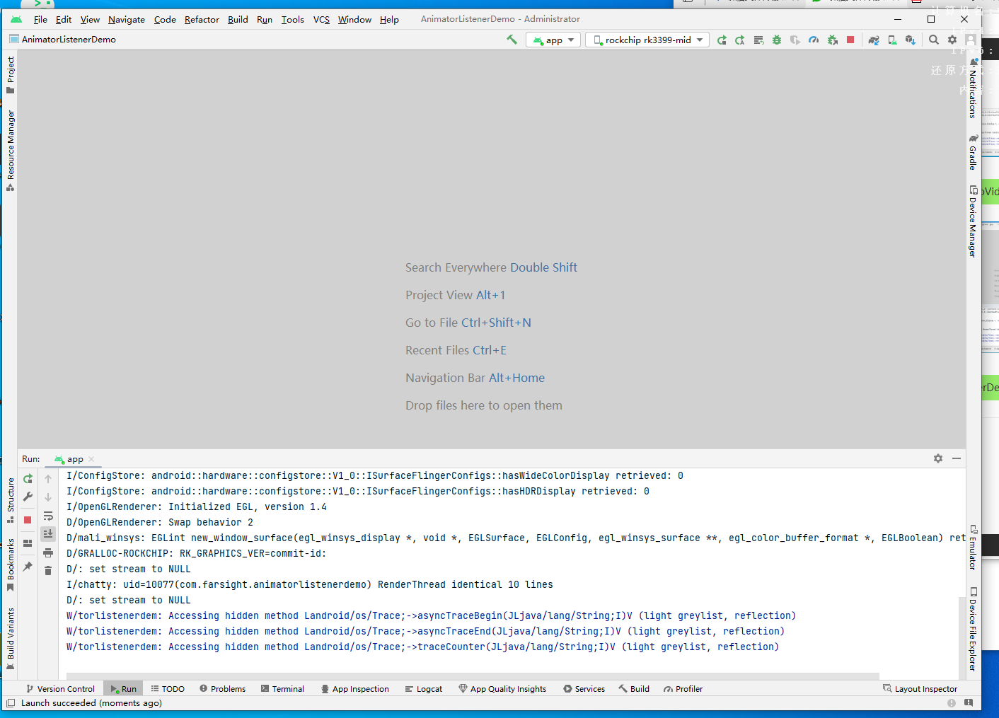 File Edit View Navigate Code Refactor Build Run Tools VCS Window Help AnimatorListenerDemo - Administrator
AnimatorListenerDemo app rockchip rk3399-mid
还原方式:
Project
Resource Manager
Structure
Bookmarks
Build Variants
Notifications
Gradle
Device Manager
Emulator
Device File Explorer
Search Everywhere Double Shift
Project View Alt+1
Go to File Ctrl+Shift+N
Recent Files Ctrl+E
Navigation Bar Alt+Home
Drop files here to open them
Run: app
I/ConfigStore: android::hardware::configstore::V1_0::ISurfaceFlingerConfigs::hasWideColorDisplay retrieved: 0
I/ConfigStore: android::hardware::configstore::V1_0::ISurfaceFlingerConfigs::hasHDRDisplay retrieved: 0
I/OpenGLRenderer: Initialized EGL, version 1.4
D/OpenGLRenderer: Swap behavior 2
D/mali_winsys: EGLint new_window_surface(egl_winsys_display *, void *, EGLSurface, EGLConfig, egl_winsys_surface **, egl_color_buffer_format *, EGLBoolean) ret
D/GRALLOC-ROCKCHIP: RK_GRAPHICS_VER=commit-id:
D/: set stream to NULL
I/chatty: uid=10077(com.farsight.animatorlistenerdemo) RenderThread identical 10 lines
D/: set stream to NULL
W/torlistenerdem: Accessing hidden method Landroid/os/Trace;->asyncTraceBegin(JLjava/lang/String;I)V (light greylist, reflection)
W/torlistenerdem: Accessing hidden method Landroid/os/Trace;->asyncTraceEnd(JLjava/lang/String;I)V (light greylist, reflection)
W/torlistenerdem: Accessing hidden method Landroid/os/Trace;->traceCounter(JLjava/lang/String;I)V (light greylist, reflection)
Version Control Run TODO Problems Terminal App Inspection Logcat App Quality Insights Services Build Profiler Layout Inspector
Launch succeeded (moments ago)